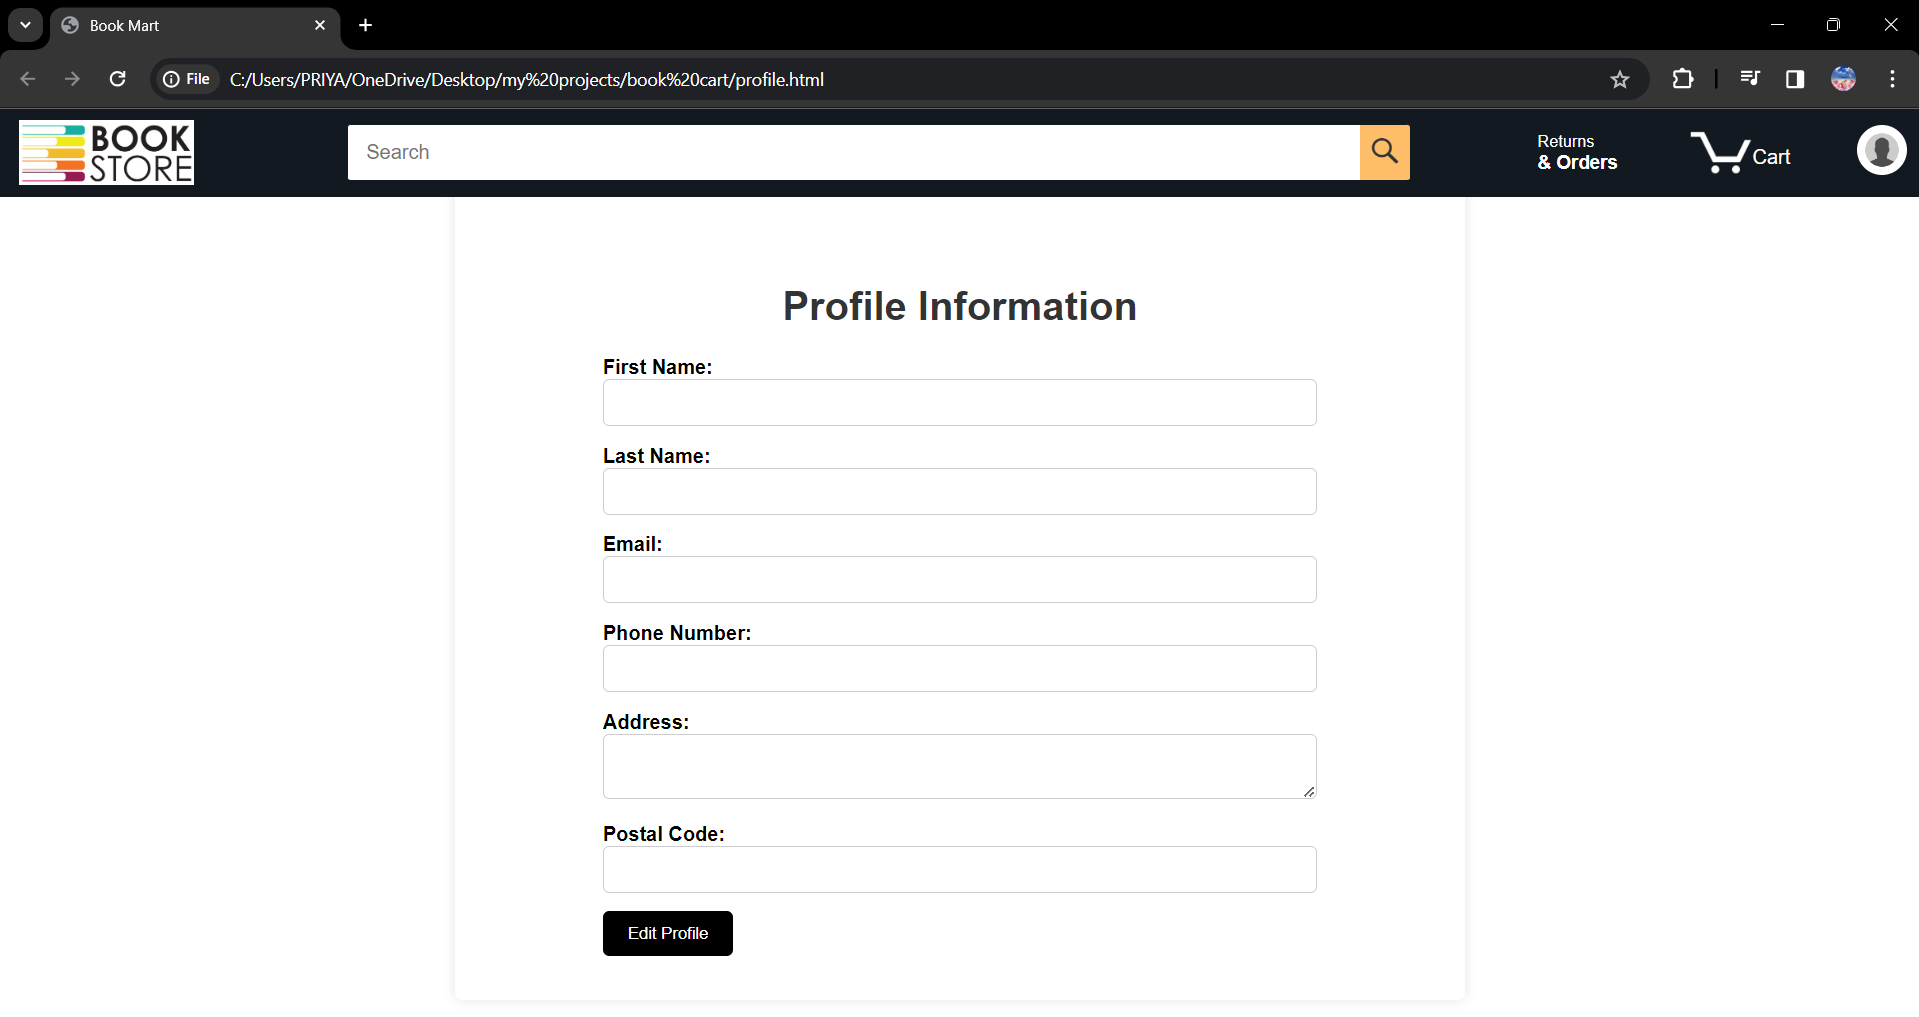 Book Mart
File
C:/Users/PRIYA/OneDrive/Desktop/my%20projects/book%20cart/profile.html
BOOK
STORE
Search
Returns
& Orders
Cart
Profile Information
First Name:
Last Name:
Email:
Phone Number:
Address:
Postal Code:
Edit Profile